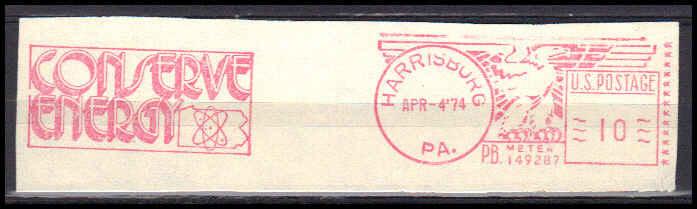 CONSERVE
ENERGY
HARRISBURG
APR-4'74
PA.
U.S. POSTAGE
10
PB. METER
149287